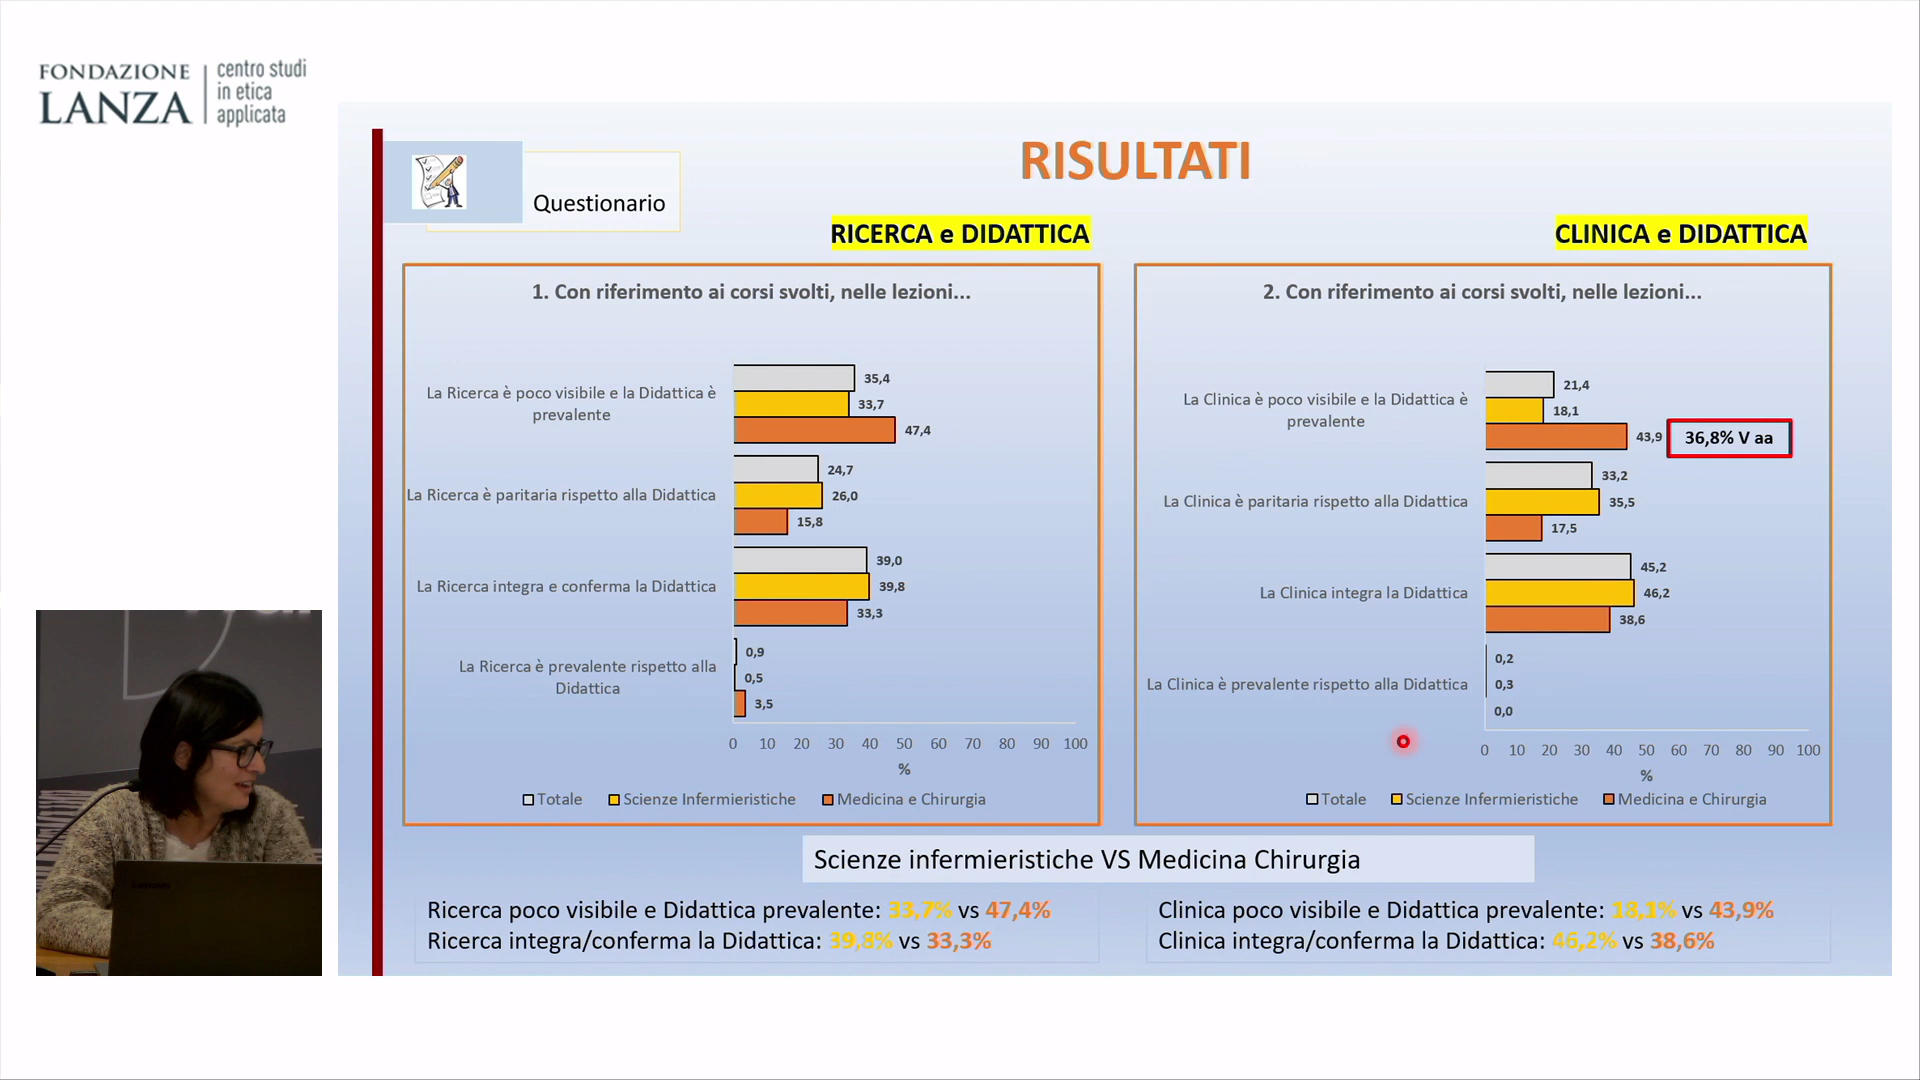 FONDAZIONE
LANZA
centro studi
in etica
applicata
Questionario
RISULTATI
RICERCA e DIDATTICA
CLINICA e DIDATTICA
1. Con riferimento ai corsi svolti, nelle lezioni...
La Ricerca è poco visibile e la Didattica è
prevalente
35,4
33,7
47,4
La Ricerca è paritaria rispetto alla Didattica
24,7
26,0
15,8
La Ricerca integra e conferma la Didattica
39,0
39,8
33,3
La Ricerca è prevalente rispetto alla
Didattica
0,9
0,5
3,5
0 10 20 30 40 50 60 70 80 90 100
%
Totale Scienze Infermieristiche Medicina e Chirurgia
2. Con riferimento ai corsi svolti, nelle lezioni...
La Clinica è poco visibile e la Didattica è
prevalente
21,4
18,1
43,9
36,8% V aa
La Clinica è paritaria rispetto alla Didattica
33,2
35,5
17,5
La Clinica integra la Didattica
45,2
46,2
38,6
La Clinica è prevalente rispetto alla Didattica
0,2
0,3
0,0
0 10 20 30 40 50 60 70 80 90 100
%
Totale Scienze Infermieristiche Medicina e Chirurgia
Scienze infermieristiche VS Medicina Chirurgia
Ricerca poco visibile e Didattica prevalente: 33,7% vs 47,4%
Ricerca integra/conferma la Didattica: 39,8% vs 33,3%
Clinica poco visibile e Didattica prevalente: 18,1% vs 43,9%
Clinica integra/conferma la Didattica: 46,2% vs 38,6%